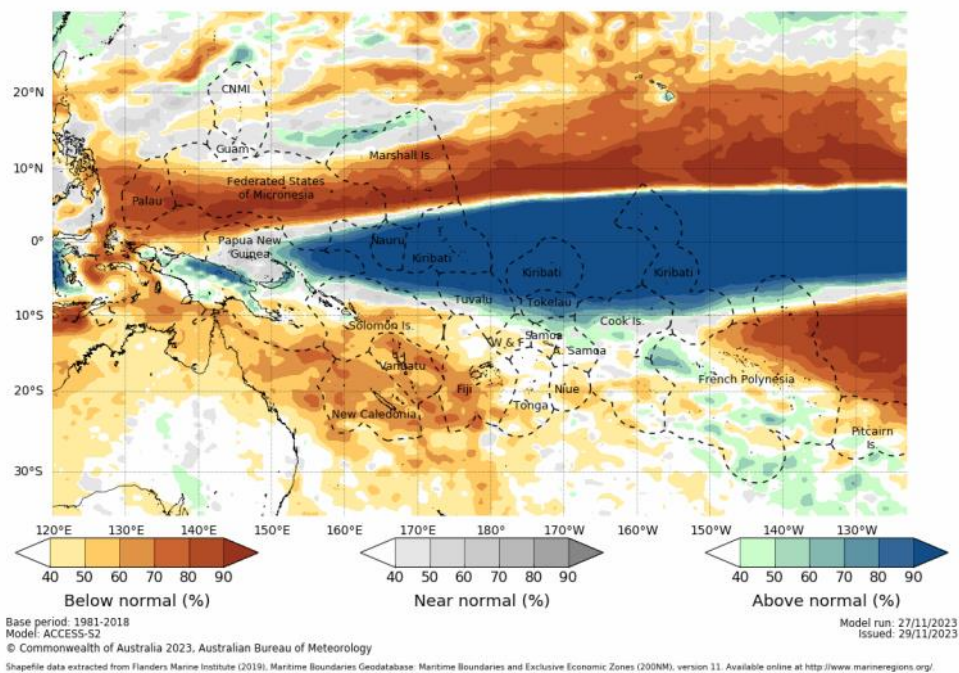 20°N
10°N
0°
10°S
20°S
30°S
CNMI
Guam
Marshall Is.
Federated States
of Micronesia
Palau
Papua New
Guinea
Nauru
Kiribati
Kiribati
Kiribati
Tuvalu
Tokelau
Solomon Is.
Cook Is.
Samoa
W & F
A. Samoa
Vanuatu
Fiji
Niue
French Polynesia
New Caledonia
Tonga
Pitcairn
Is.
120°E 130°E 140°E 150°E 160°E 170°E 180° 170°W 160°W 150°W 140°W 130°W
40 50 60 70 80 90
Below normal (%)
40 50 60 70 80 90
Near normal (%)
40 50 60 70 80 90
Above normal (%)
Base period: 1981-2018
Model: ACCESS-S2
© Commonwealth of Australia 2023, Australian Bureau of Meteorology
Model run: 27/11/2023
Issued: 29/11/2023
Shapefile data extracted from Flanders Marine Institute (2019), Maritime Boundaries Geodatabase: Maritime Boundaries and Exclusive Economic Zones (200NM), version 11. Available online at http://www.marineregions.org/.